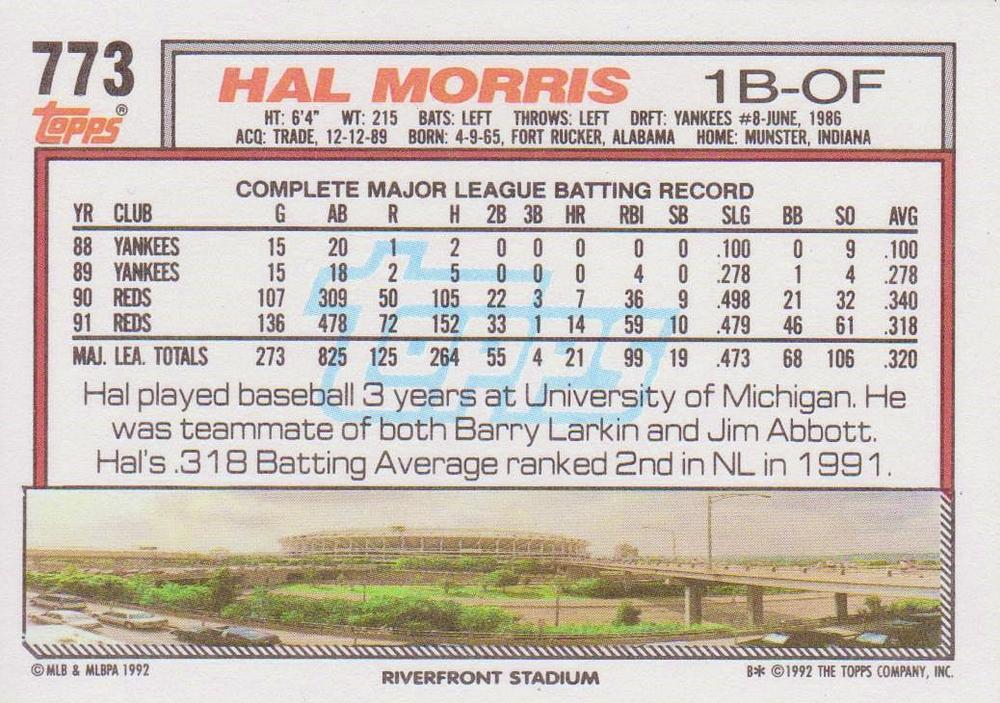 773
Topps®
HAL MORRIS 1B-OF
HT: 6'4" WT: 215 BATS: LEFT THROWS: LEFT DRFT: YANKEES #8-JUNE, 1986
ACQ: TRADE, 12-12-89 BORN: 4-9-65, FORT RUCKER, ALABAMA HOME: MUNSTER, INDIANA
COMPLETE MAJOR LEAGUE BATTING RECORD
YR CLUB G AB R H 2B 3B HR RBI SB SLG BB SO AVG
88 YANKEES 15 20 1 2 0 0 0 0 0 .100 0 9 .100
89 YANKEES 15 18 2 5 0 0 0 4 0 .278 1 4 .278
90 REDS 107 309 50 105 22 3 7 36 9 .498 21 32 .340
91 REDS 136 478 72 152 33 1 14 59 10 .479 46 61 .318
MAJ. LEA. TOTALS 273 825 125 264 55 4 21 99 19 .473 68 106 .320
Topps
Hal played baseball 3 years at University of Michigan. He
was teammate of both Barry Larkin and Jim Abbott.
Hal's .318 Batting Average ranked 2nd in NL in 1991.
©MLB & MLBPA 1992
RIVERFRONT STADIUM
B* ©1992 THE TOPPS COMPANY, INC.